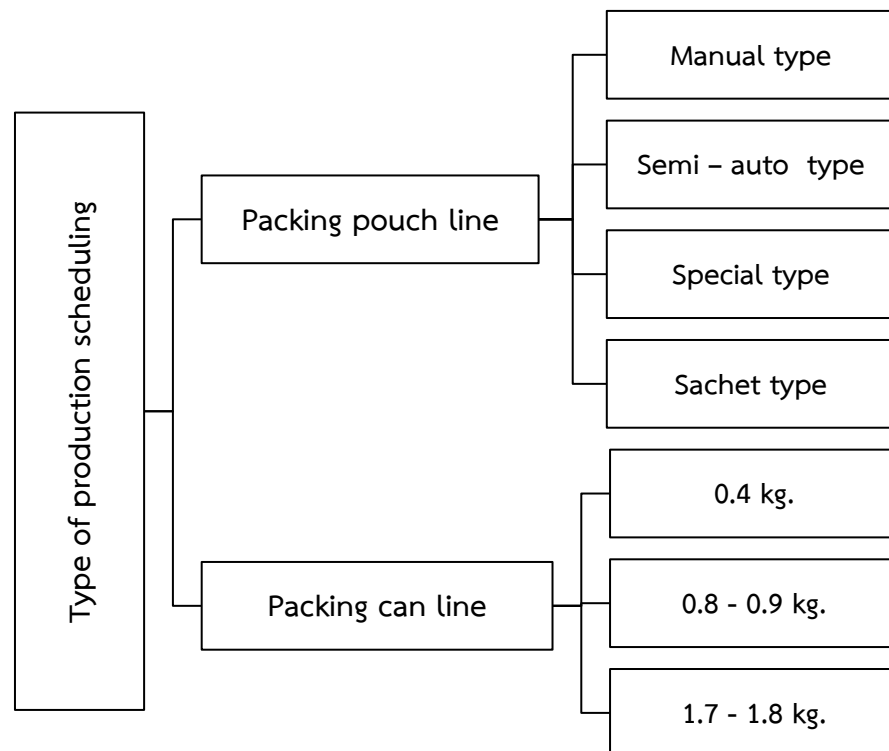 Type of production scheduling
Packing pouch line
Manual type
Semi – auto type
Special type
Sachet type
Packing can line
0.4 kg.
0.8 - 0.9 kg.
1.7 - 1.8 kg.